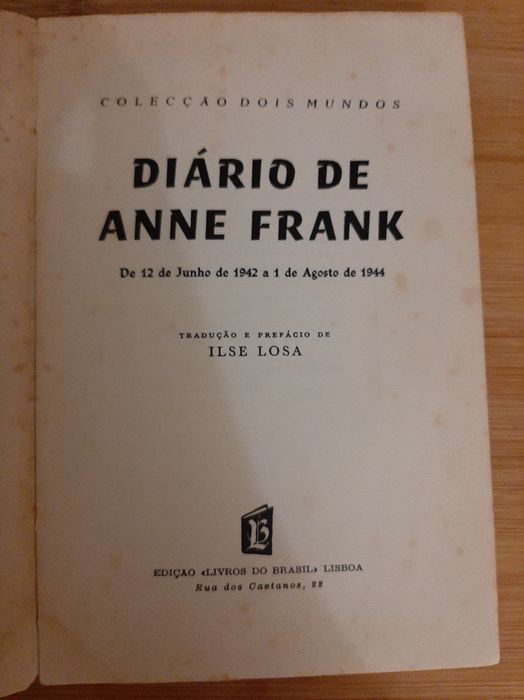 COLECÇÃO DOIS MUNDOS
DIÁRIO DE
ANNE FRANK
De 12 de Junho de 1942 a 1 de Agosto de 1944
TRADUÇÃO E PREFÁCIO DE
ILSE LOSA
LB
EDIÇÃO «LIVROS DO BRASIL» LISBOA
Rua dos Caetanos, 22